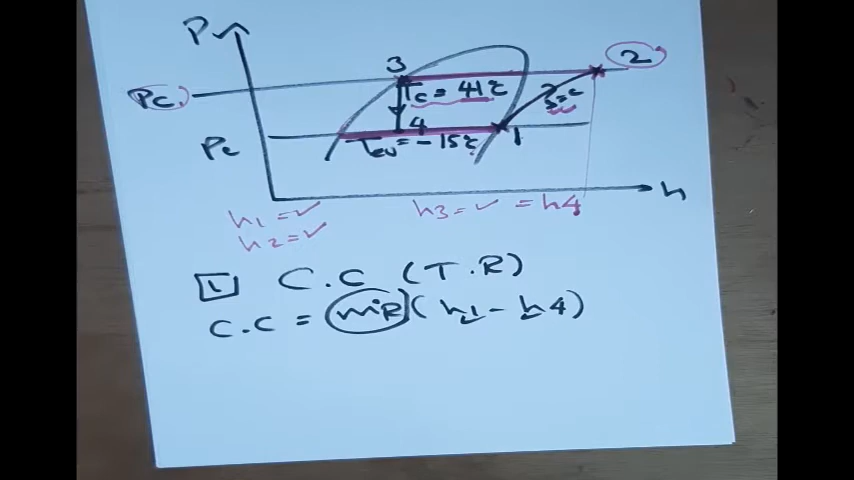 P
3
2
Pc
Tc = 41℃
S=c
4
1
Pe
Tev = -15℃
h
h1 = ✓
h2 = ✓
h3 = ✓ = h4
1 C.C (T.R)
C.C = ṁR (h1 - h4)